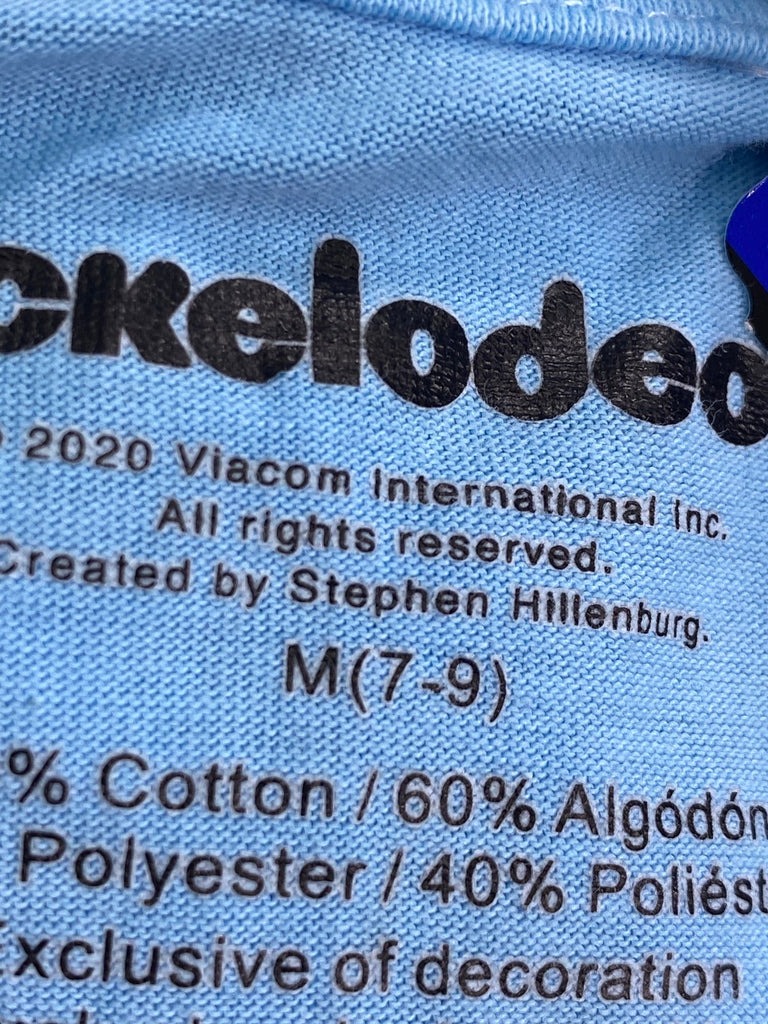 ckelodeo
© 2020 Viacom International Inc.
All rights reserved.
Created by Stephen Hillenburg.
M(7-9)
% Cotton / 60% Algódón
Polyester / 40% Poliést
Exclusive of decoration